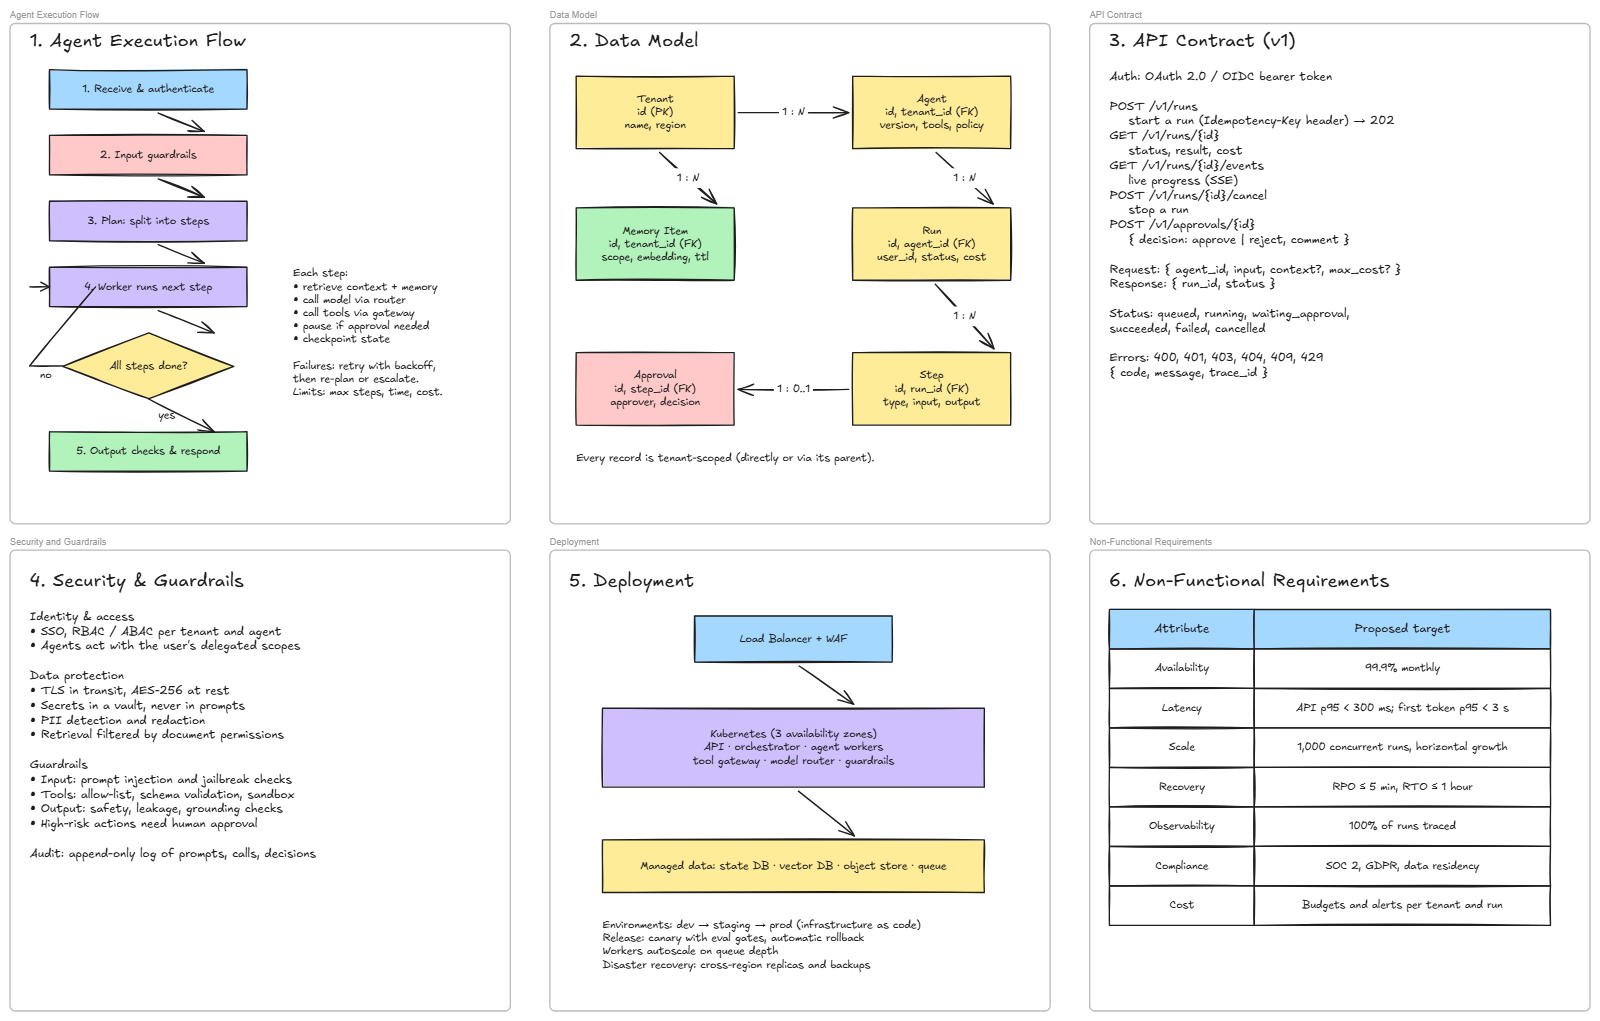 Agent Execution Flow
1. Agent Execution Flow
1. Receive & authenticate
2. Input guardrails
3. Plan: split into steps
4. Worker runs next step
All steps done?
no
yes
5. Output checks & respond
Each step:
• retrieve context + memory
• call model via router
• call tools via gateway
• pause if approval needed
• checkpoint state
Failures: retry with backoff,
then re-plan or escalate.
Limits: max steps, time, cost.
Data Model
2. Data Model
Tenant
id (PK)
name, region
1 : N
Agent
id, tenant_id (FK)
version, tools, policy
1 : N
1 : N
Memory Item
id, tenant_id (FK)
scope, embedding, ttl
Run
id, agent_id (FK)
user_id, status, cost
1 : N
Approval
id, step_id (FK)
approver, decision
1 : 0..1
Step
id, run_id (FK)
type, input, output
Every record is tenant-scoped (directly or via its parent).
API Contract
3. API Contract (v1)
Auth: OAuth 2.0 / OIDC bearer token
POST /v1/runs
start a run (Idempotency-Key header) → 202
GET /v1/runs/{id}
status, result, cost
GET /v1/runs/{id}/events
live progress (SSE)
POST /v1/runs/{id}/cancel
stop a run
POST /v1/approvals/{id}
{ decision: approve | reject, comment }
Request: { agent_id, input, context?, max_cost? }
Response: { run_id, status }
Status: queued, running, waiting_approval,
succeeded, failed, cancelled
Errors: 400, 401, 403, 404, 409, 429
{ code, message, trace_id }
Security and Guardrails
4. Security & Guardrails
Identity & access
• SSO, RBAC / ABAC per tenant and agent
• Agents act with the user's delegated scopes
Data protection
• TLS in transit, AES-256 at rest
• Secrets in a vault, never in prompts
• PII detection and redaction
• Retrieval filtered by document permissions
Guardrails
• Input: prompt injection and jailbreak checks
• Tools: allow-list, schema validation, sandbox
• Output: safety, leakage, grounding checks
• High-risk actions need human approval
Audit: append-only log of prompts, calls, decisions
Deployment
5. Deployment
Load Balancer + WAF
Kubernetes (3 availability zones)
API · orchestrator · agent workers
tool gateway · model router · guardrails
Managed data: state DB · vector DB · object store · queue
Environments: dev → staging → prod (infrastructure as code)
Release: canary with eval gates, automatic rollback
Workers autoscale on queue depth
Disaster recovery: cross-region replicas and backups
Non-Functional Requirements
6. Non-Functional Requirements
Attribute Proposed target
Availability 99.9% monthly
Latency API p95 < 300 ms; first token p95 < 3 s
Scale 1,000 concurrent runs, horizontal growth
Recovery RPO ≤ 5 min, RTO ≤ 1 hour
Observability 100% of runs traced
Compliance SOC 2, GDPR, data residency
Cost Budgets and alerts per tenant and run